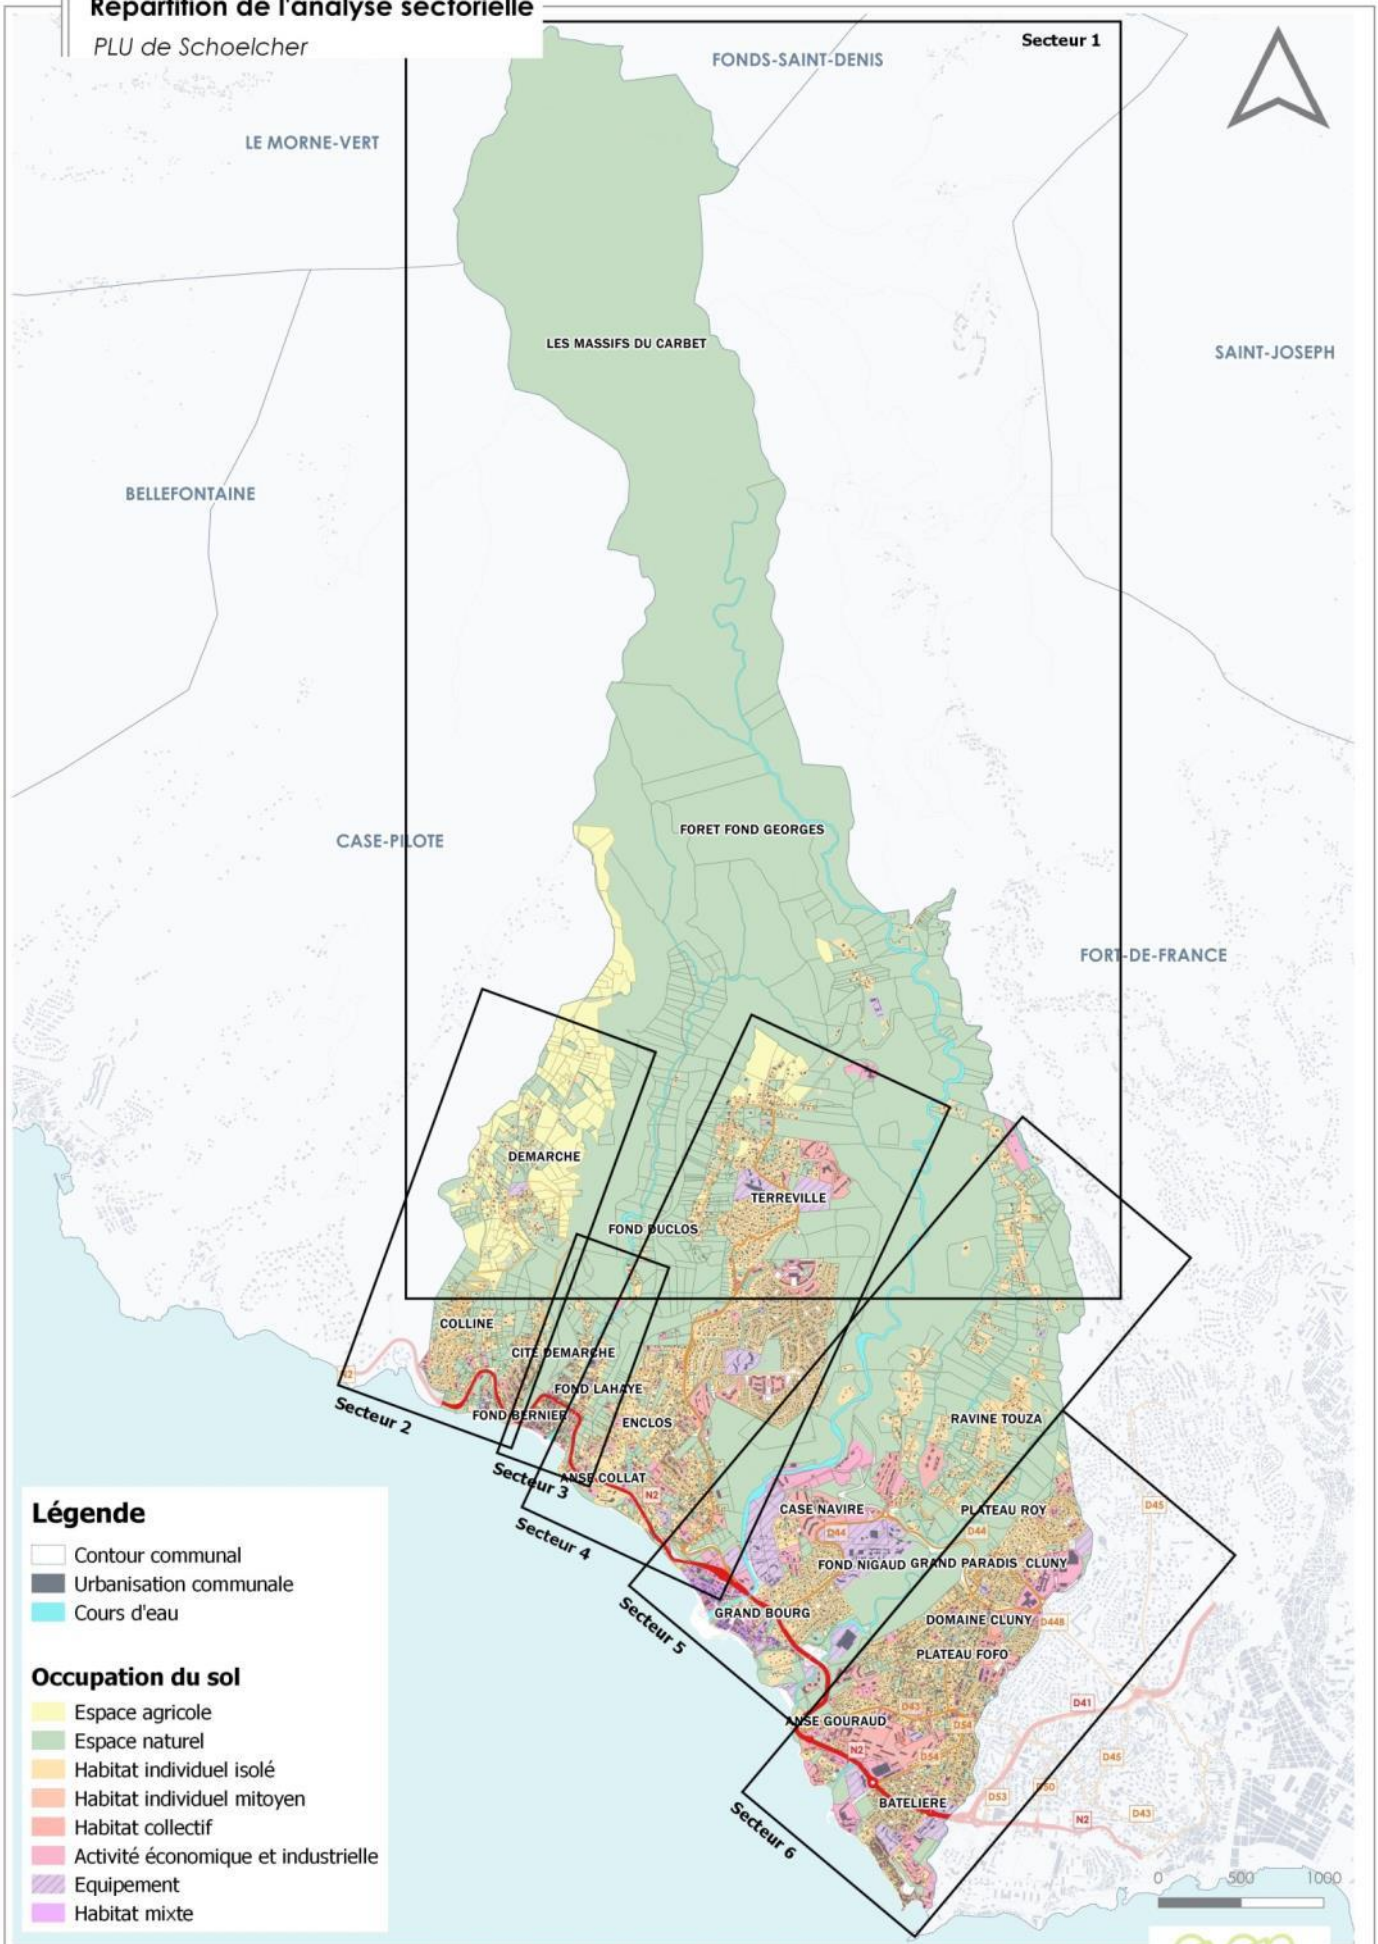 Répartition de l'analyse sectorielle
PLU de Schoelcher
Secteur 1
FONDS-SAINT-DENIS
LE MORNE-VERT
LES MASSIFS DU CARBET
SAINT-JOSEPH
BELLEFONTAINE
FORET FOND GEORGES
CASE-PILOTE
FORT-DE-FRANCE
DEMARCHE
TERREVILLE
FOND DUCLOS
COLLINE
CITE DEMARCHE
N2
FOND LAHAYE
Secteur 2
FOND BERNIER
ENCLOS
RAVINE TOUZA
Secteur 3
ANSE COLLAT
N2
CASE NAVIRE
PLATEAU ROY
D45
D44
D44
Secteur 4
FOND NIGAUD
GRAND PARADIS
CLUNY
Secteur 5
GRAND BOURG
DOMAINE CLUNY
D448
PLATEAU FOFO
D41
D43
ANSE GOURAUD
D54
N2
D54
D45
D50
D53
BATELIERE
N2
D43
Secteur 6
Légende
Contour communal
Urbanisation communale
Cours d'eau
Occupation du sol
Espace agricole
Espace naturel
Habitat individuel isolé
Habitat individuel mitoyen
Habitat collectif
Activité économique et industrielle
Equipement
Habitat mixte
0 500 1000